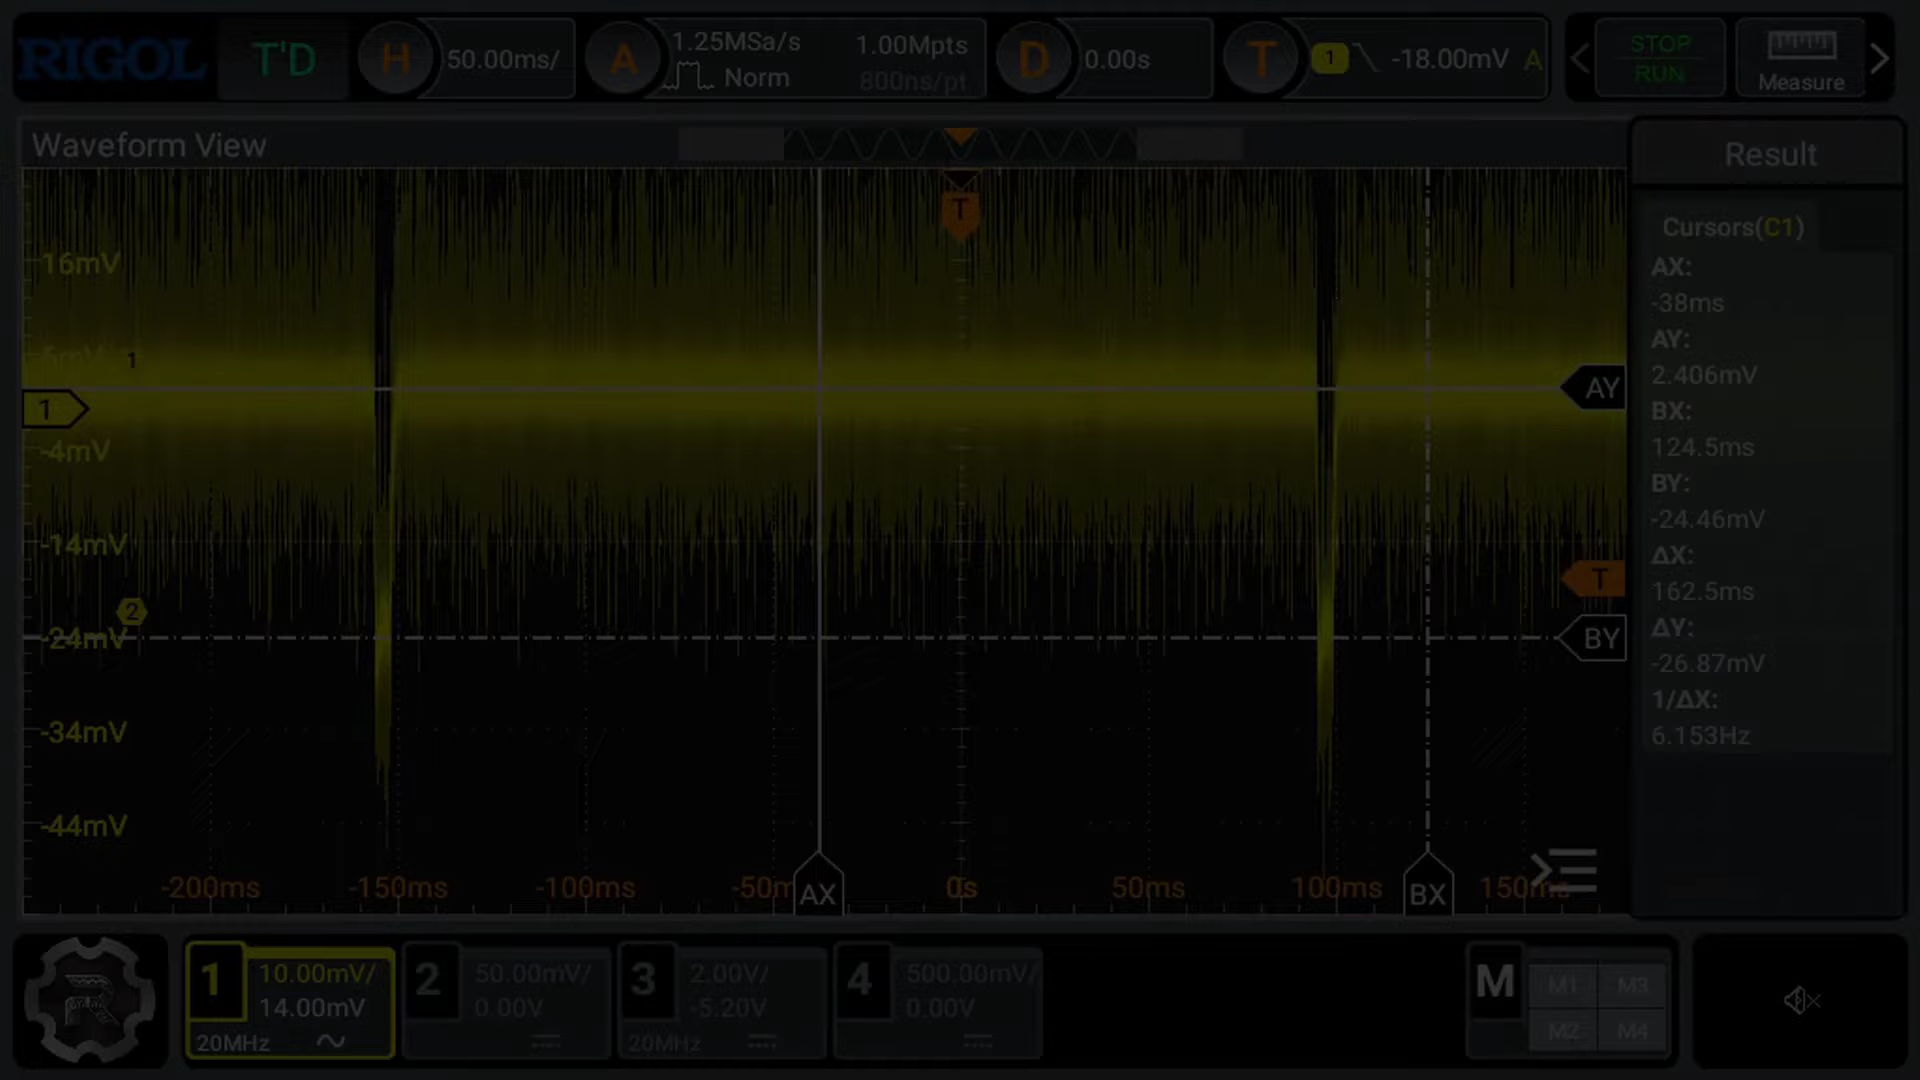 RIGOL
T'D
H
50.00ms/
A
1.25MSa/s
1.00Mpts
Norm
800ns/pt
D
0.00s
T
1
-18.00mV
A
STOP
RUN
Measure
Waveform View
Result
T
Cursors(C1)
16mV
AX:
-38ms
AY:
1
AY
2.406mV
1
BX:
-4mV
124.5ms
BY:
-24.46mV
-14mV
ΔX:
T
162.5ms
2
ΔY:
-24mV
BY
-26.87mV
1/ΔX:
-34mV
6.153Hz
-44mV
-200ms
-150ms
-100ms
-50m
AX
0s
50ms
100ms
BX
150ms
R
1
10.00mV/
14.00mV
20MHz
2
50.00mV/
0.00V
3
2.00V/
-5.20V
20MHz
4
500.00mV/
0.00V
M
M1
M3
M2
M4